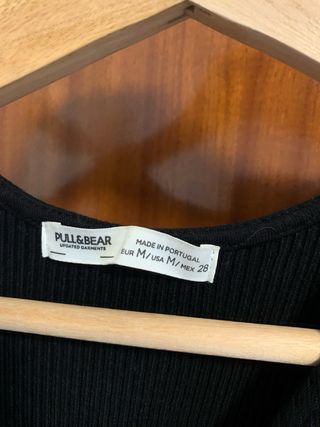 PULL&BEAR
UPDATED GARMENTS
MADE IN PORTUGAL
EUR M/USA M/MEX 28